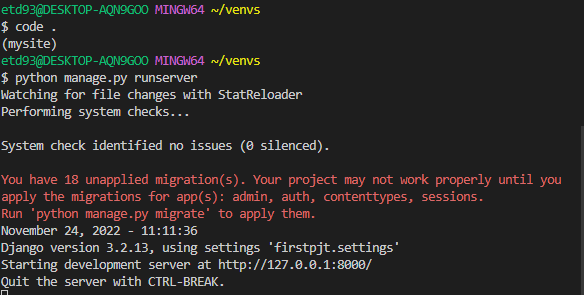 etd93@DESKTOP-AQN9GOO MINGW64 ~/venvs
$ code .
(mysite)
etd93@DESKTOP-AQN9GOO MINGW64 ~/venvs
$ python manage.py runserver
Watching for file changes with StatReloader
Performing system checks...
System check identified no issues (0 silenced).
You have 18 unapplied migration(s). Your project may not work properly until you
apply the migrations for app(s): admin, auth, contenttypes, sessions.
Run 'python manage.py migrate' to apply them.
November 24, 2022 - 11:11:36
Django version 3.2.13, using settings 'firstpjt.settings'
Starting development server at http://127.0.0.1:8000/
Quit the server with CTRL-BREAK.